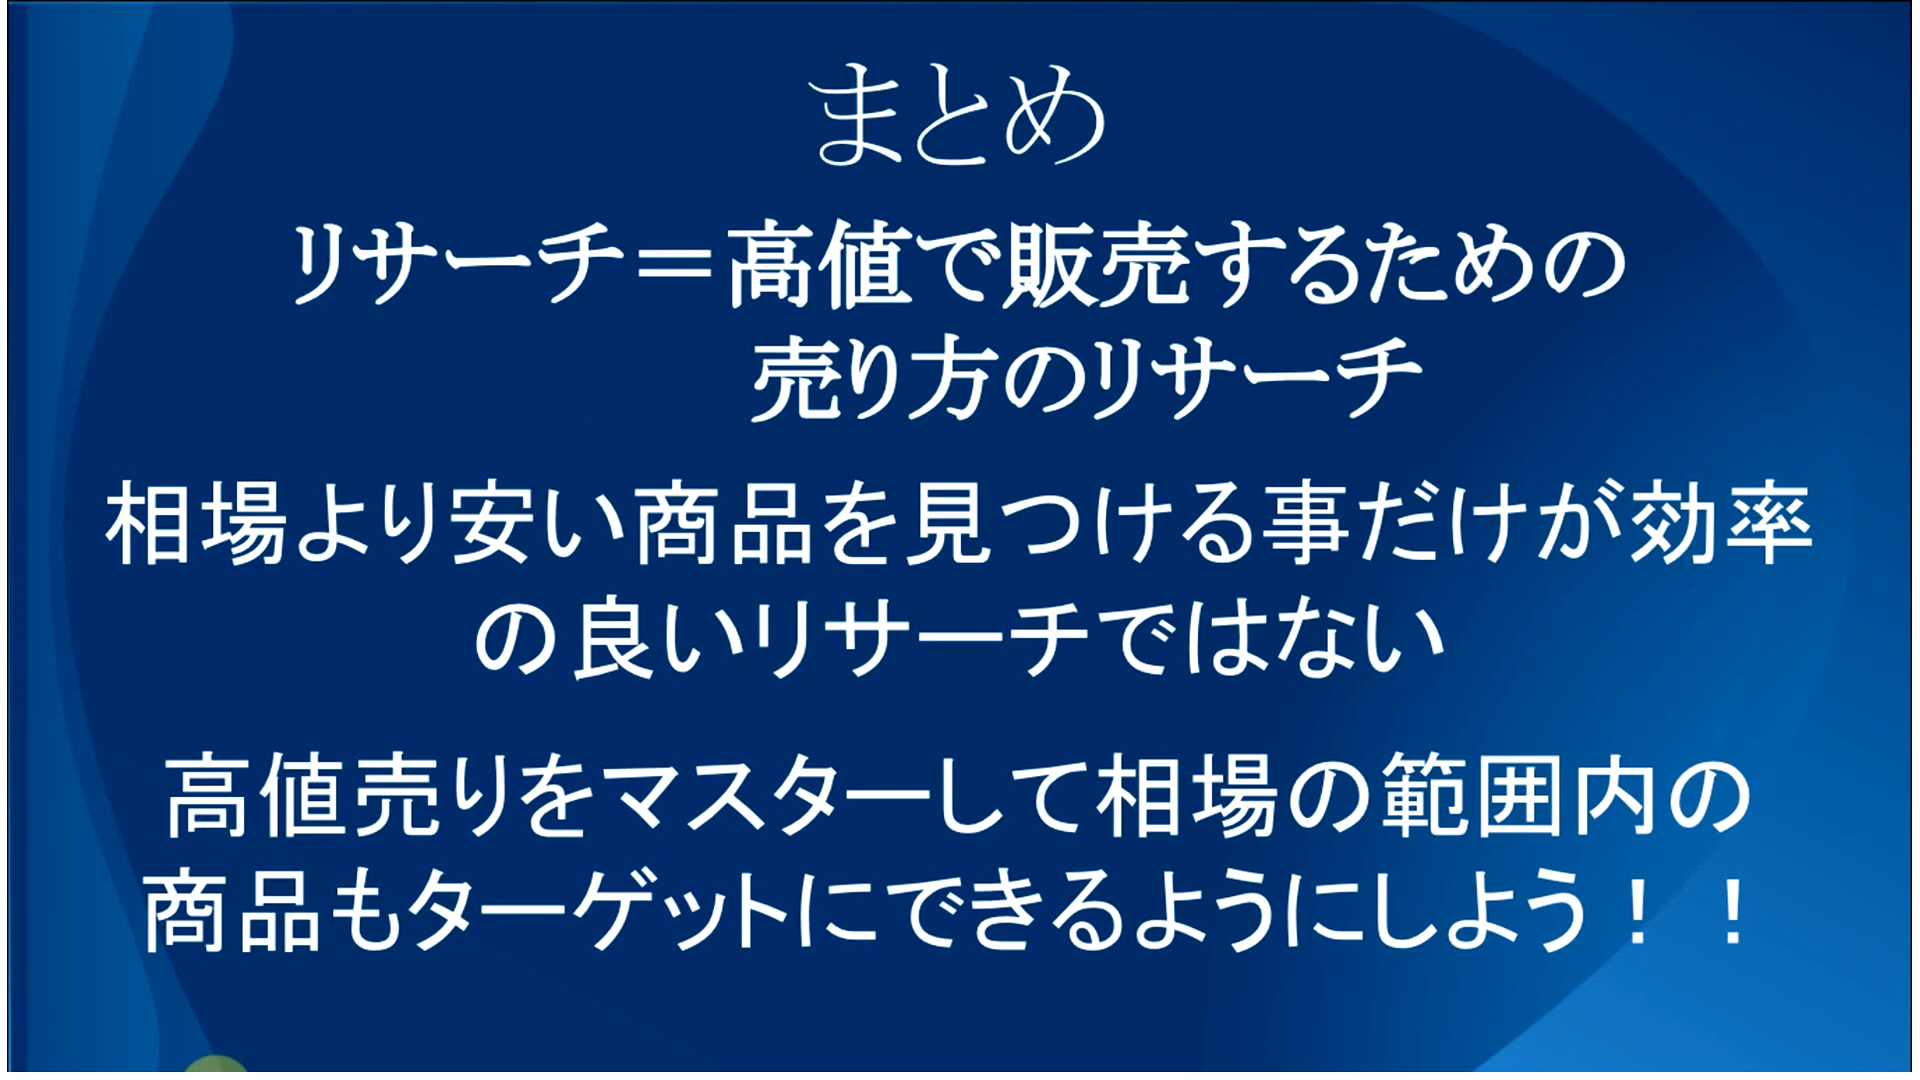 まとめ
リサーチ＝高値で販売するための
売り方のリサーチ
相場より安い商品を見つける事だけが効率
の良いリサーチではない
高値売りをマスターして相場の範囲内の
商品もターゲットにできるようにしよう！！